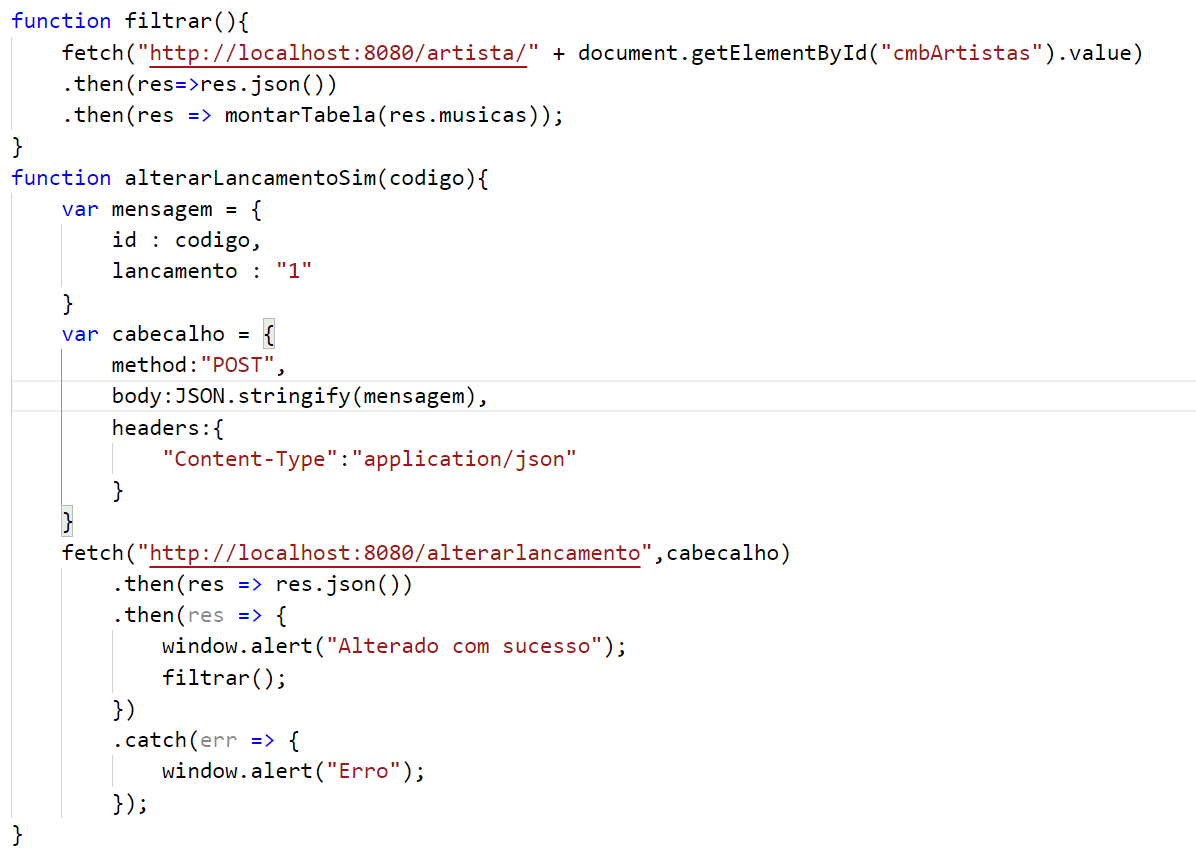 function filtrar(){
    fetch("http://localhost:8080/artista/" + document.getElementById("cmbArtistas").value)
    .then(res=>res.json())
    .then(res => montarTabela(res.musicas));
}
function alterarLancamentoSim(codigo){
    var mensagem = {
        id : codigo,
        lancamento : "1"
    }
    var cabecalho = {
        method:"POST",
        body:JSON.stringify(mensagem),
        headers:{
            "Content-Type":"application/json"
        }
    }
    fetch("http://localhost:8080/alterarlancamento",cabecalho)
        .then(res => res.json())
        .then(res => {
            window.alert("Alterado com sucesso");
            filtrar();
        })
        .catch(err => {
            window.alert("Erro");
        });
}